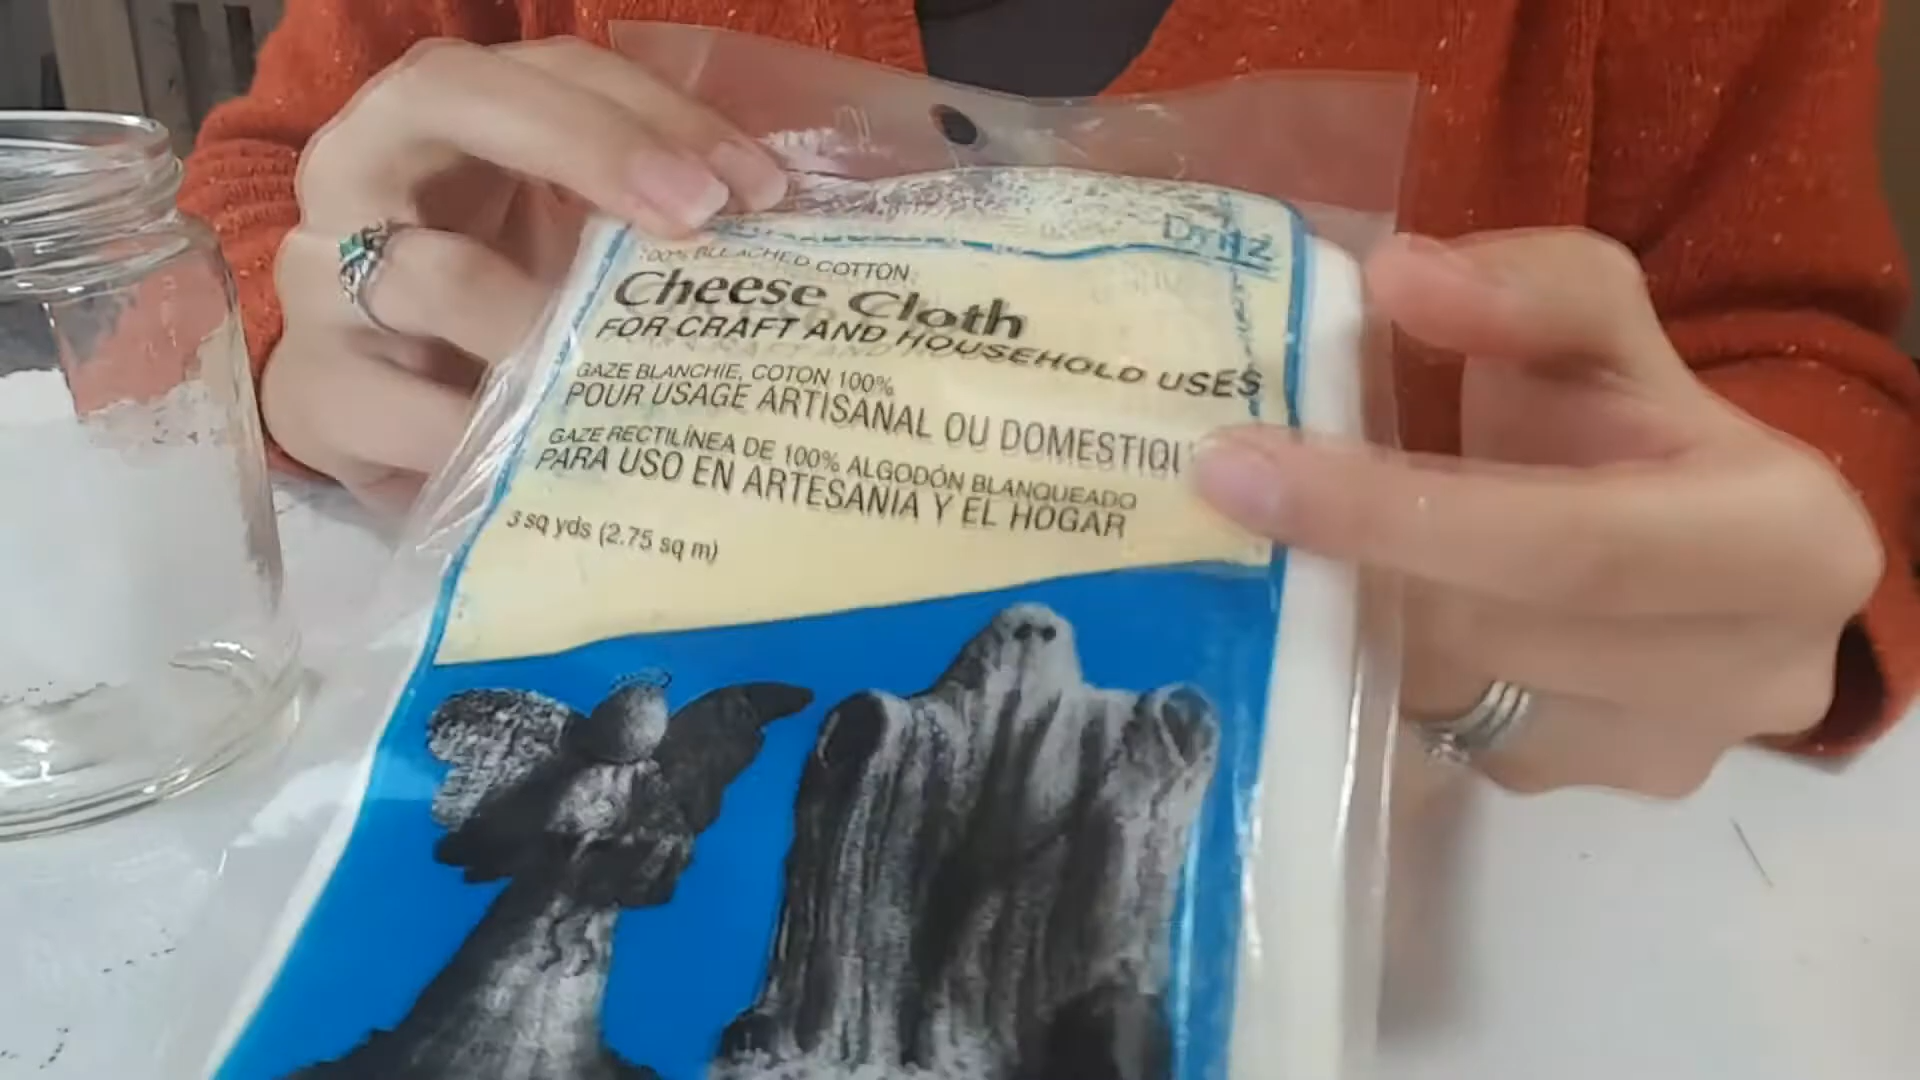 Dritz
100% BLEACHED COTTON
Cheese Cloth
FOR CRAFT AND HOUSEHOLD USES
GAZE BLANCHIE, COTON 100%
POUR USAGE ARTISANAL OU DOMESTIQU
GAZE RECTILÍNEA DE 100% ALGODÓN BLANQUEADO
PARA USO EN ARTESANIA Y EL HOGAR
3 sq yds (2.75 sq m)